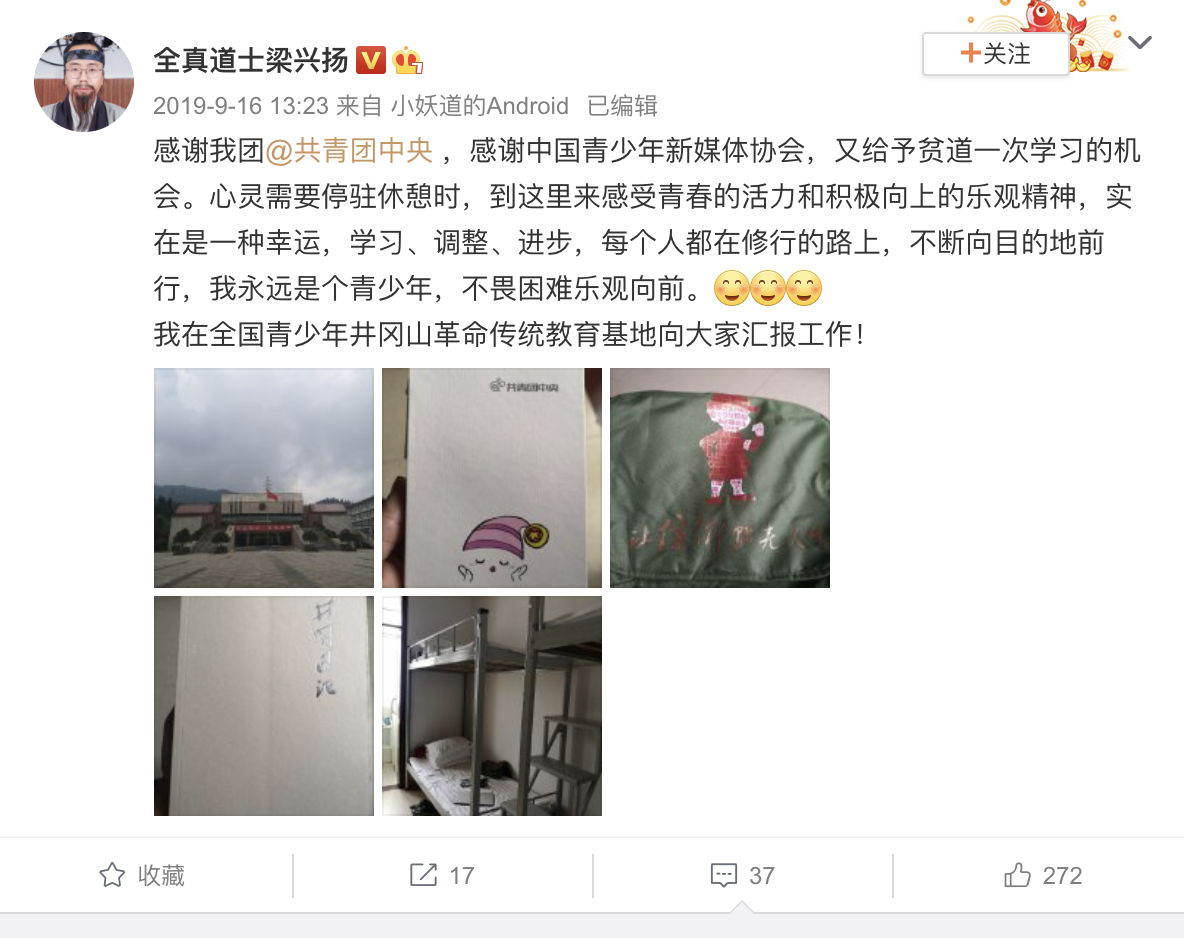 全真道士梁兴扬
关注
2019-9-16 13:23 来自 小妖道的Android 已编辑
感谢我团@共青团中央 ，感谢中国青少年新媒体协会，又给予贫道一次学习的机
会。心灵需要停驻休憩时，到这里来感受青春的活力和积极向上的乐观精神，实
在是一种幸运，学习、调整、进步，每个人都在修行的路上，不断向目的地前
行，我永远是个青少年，不畏困难乐观向前。
我在全国青少年井冈山革命传统教育基地向大家汇报工作！
@共青团中央
井冈日记
收藏
17
37
272